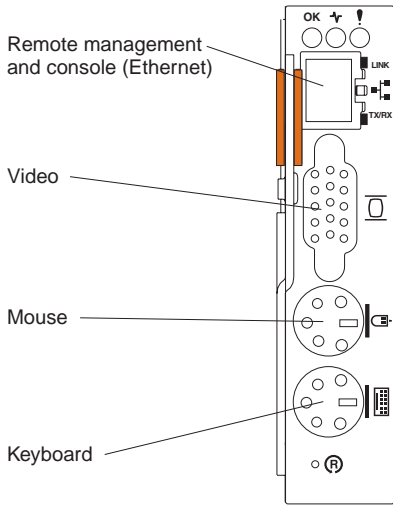 OK !
Remote management
and console (Ethernet)
LINK
TX/RX
Video
Mouse
Keyboard
R